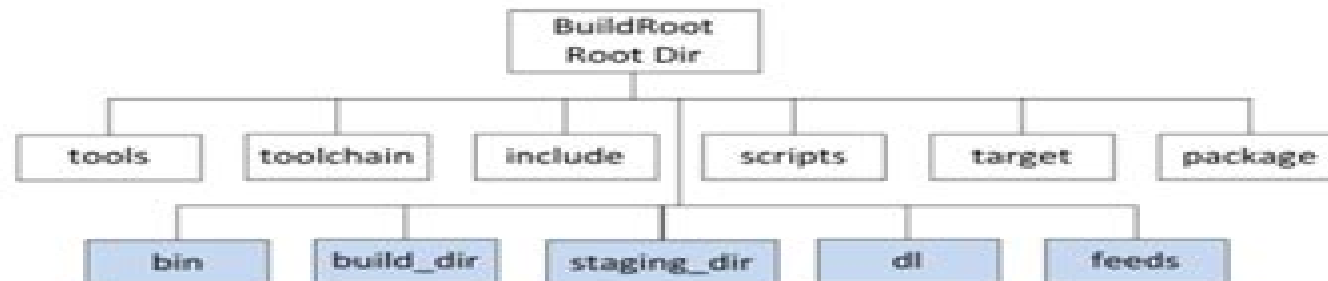 BuildRoot
Root Dir
tools toolchain include scripts target package
bin build_dir staging_dir dl feeds